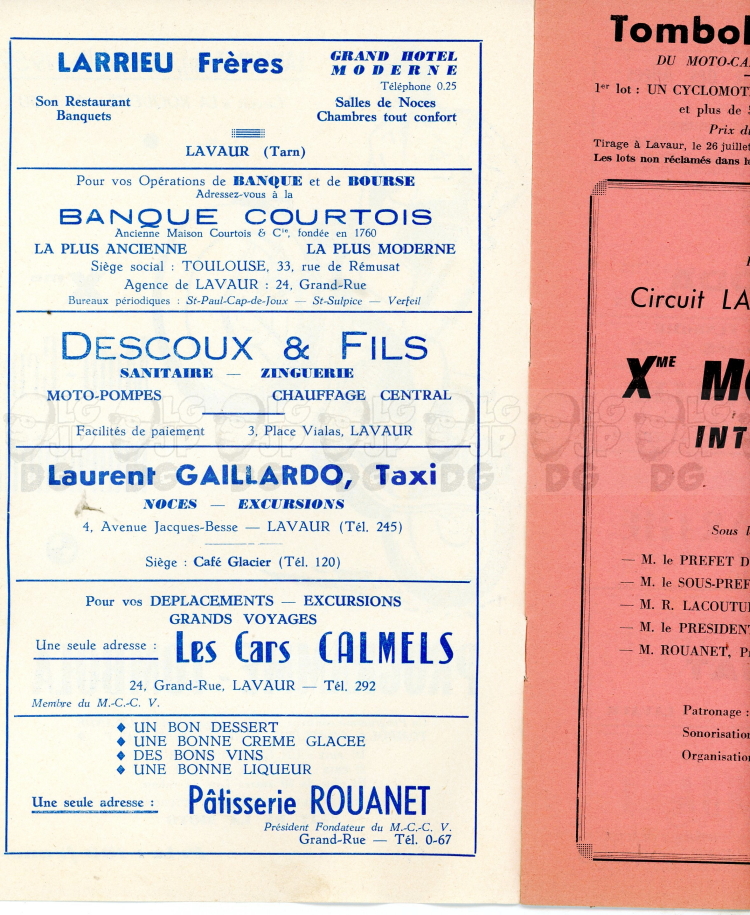 LARRIEU Frères
GRAND HOTEL
MODERNE
Téléphone 0.25
Son Restaurant
Banquets
Salles de Noces
Chambres tout confort
LAVAUR (Tarn)
Pour vos Opérations de BANQUE et de BOURSE
Adressez-vous à la
BANQUE COURTOIS
Ancienne Maison Courtois & Cie, fondée en 1760
LA PLUS ANCIENNE LA PLUS MODERNE
Siège social : TOULOUSE, 33, rue de Rémusat
Agence de LAVAUR : 24, Grand-Rue
Bureaux périodiques : St-Paul-Cap-de-Joux — St-Sulpice — Verfeil
DESCOUX & FILS
SANITAIRE — ZINGUERIE
MOTO-POMPES CHAUFFAGE CENTRAL
Facilités de paiement 3, Place Vialas, LAVAUR
Laurent GAILLARDO, Taxi
NOCES — EXCURSIONS
4, Avenue Jacques-Besse — LAVAUR (Tél. 245)
Siège : Café Glacier (Tél. 120)
Pour vos DEPLACEMENTS — EXCURSIONS
GRANDS VOYAGES
Une seule adresse : Les Cars CALMELS
24, Grand-Rue, LAVAUR — Tél. 292
Membre du M.-C.-C. V.
UN BON DESSERT
UNE BONNE CREME GLACEE
DES BONS VINS
UNE BONNE LIQUEUR
Une seule adresse : Pâtisserie ROUANET
Président Fondateur du M.-C.-C. V.
Grand-Rue — Tél. 0-67
Tombol
DU MOTO-CA
1er lot : UN CYCLOMOT
et plus de
Prix d
Tirage à Lavaur, le 26 juillet
Les lots non réclamés dans l
Circuit LA
Xme MO
INT
Sous l
— M. le PREFET D
— M. le SOUS-PREF
— M. R. LACOUTU
— M. le PRESIDENT
— M. ROUANET, P
Patronage :
Sonorisation
Organisation